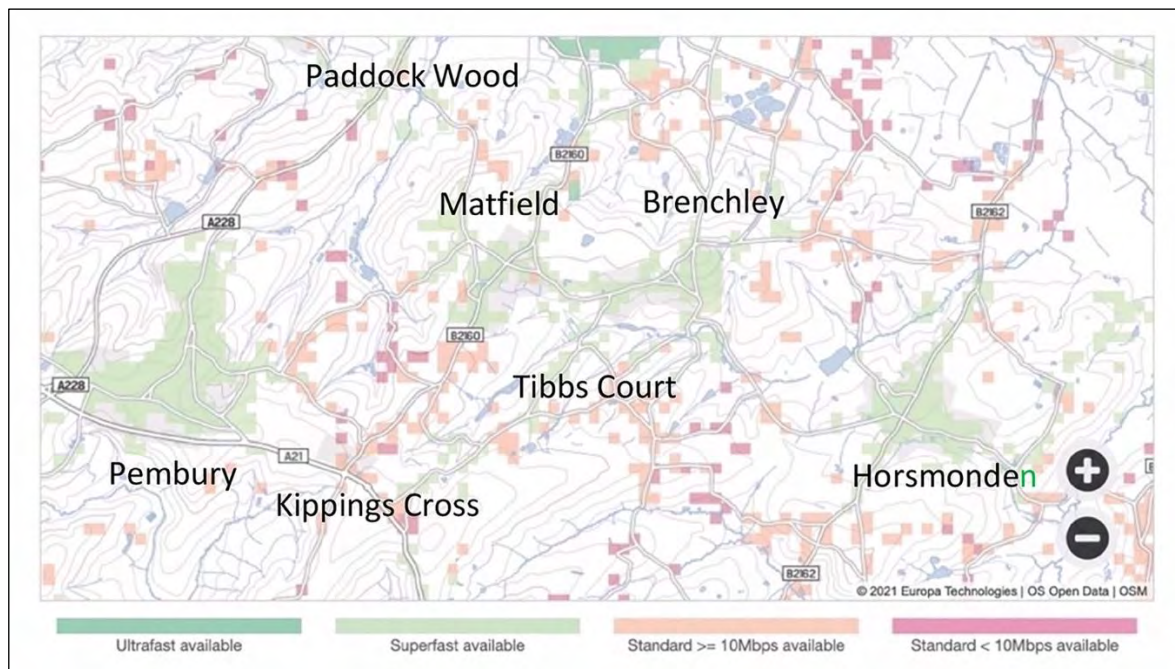 Paddock Wood
B2160
Matfield
Brenchley
A228
B2162
B2160
A228
Tibbs Court
A21
Pembury
Kippings Cross
Horsmonden
B2162
© 2021 Europa Technologies | OS Open Data | OSM
Ultrafast available
Superfast available
Standard >= 10Mbps available
Standard < 10Mbps available